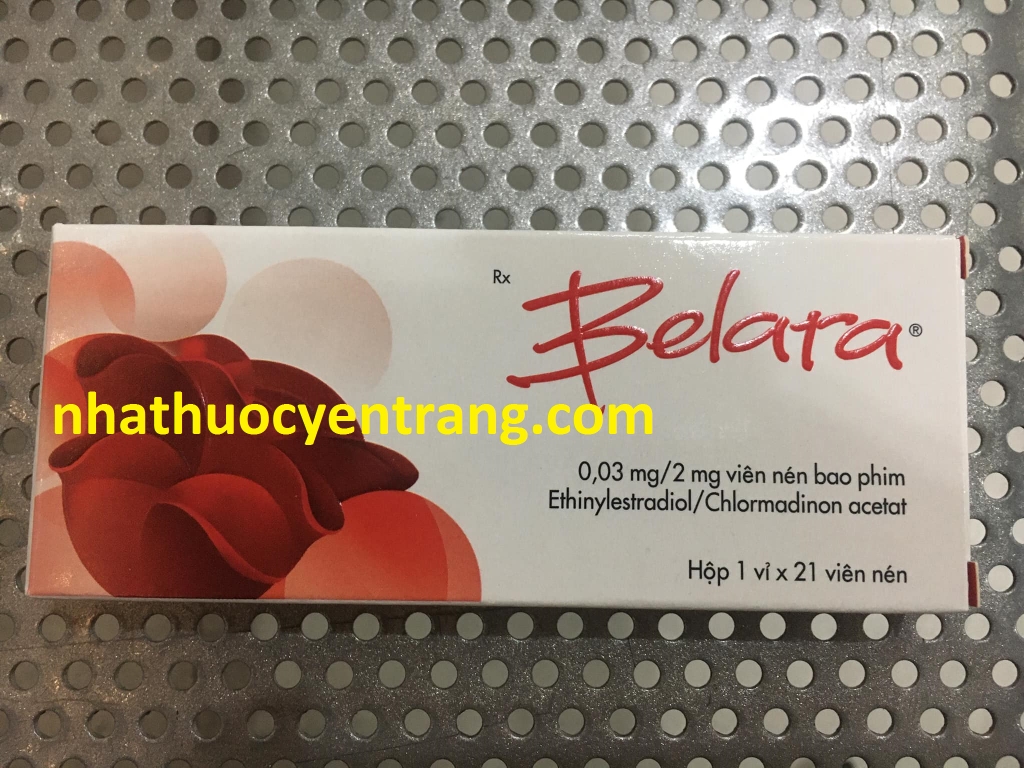 Rx
Belara®
nhathuocyentrang.com
0,03 mg/2 mg viên nén bao phim
Ethinylestradiol/Chlormadinon acetat
Hộp 1 vỉ x 21 viên nén